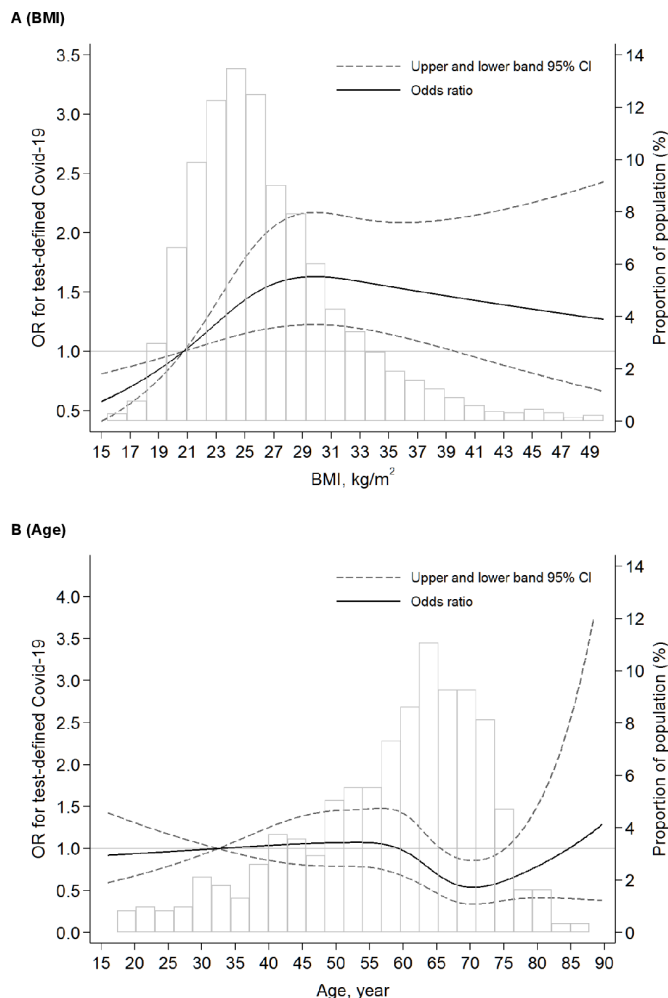 A (BMI)
3.5
3.0
2.5
2.0
1.5
1.0
0.5
OR for test-defined Covid-19
Upper and lower band 95% CI
Odds ratio
14
12
10
8
6
4
2
0
Proportion of population (%)
15 17 19 21 23 25 27 29 31 33 35 37 39 41 43 45 47 49
BMI, kg/m²
B (Age)
4.0
3.5
3.0
2.5
2.0
1.5
1.0
0.5
0.0
OR for test-defined Covid-19
Upper and lower band 95% CI
Odds ratio
14
12
10
8
6
4
2
0
Proportion of population (%)
15 20 25 30 35 40 45 50 55 60 65 70 75 80 85 90
Age, year